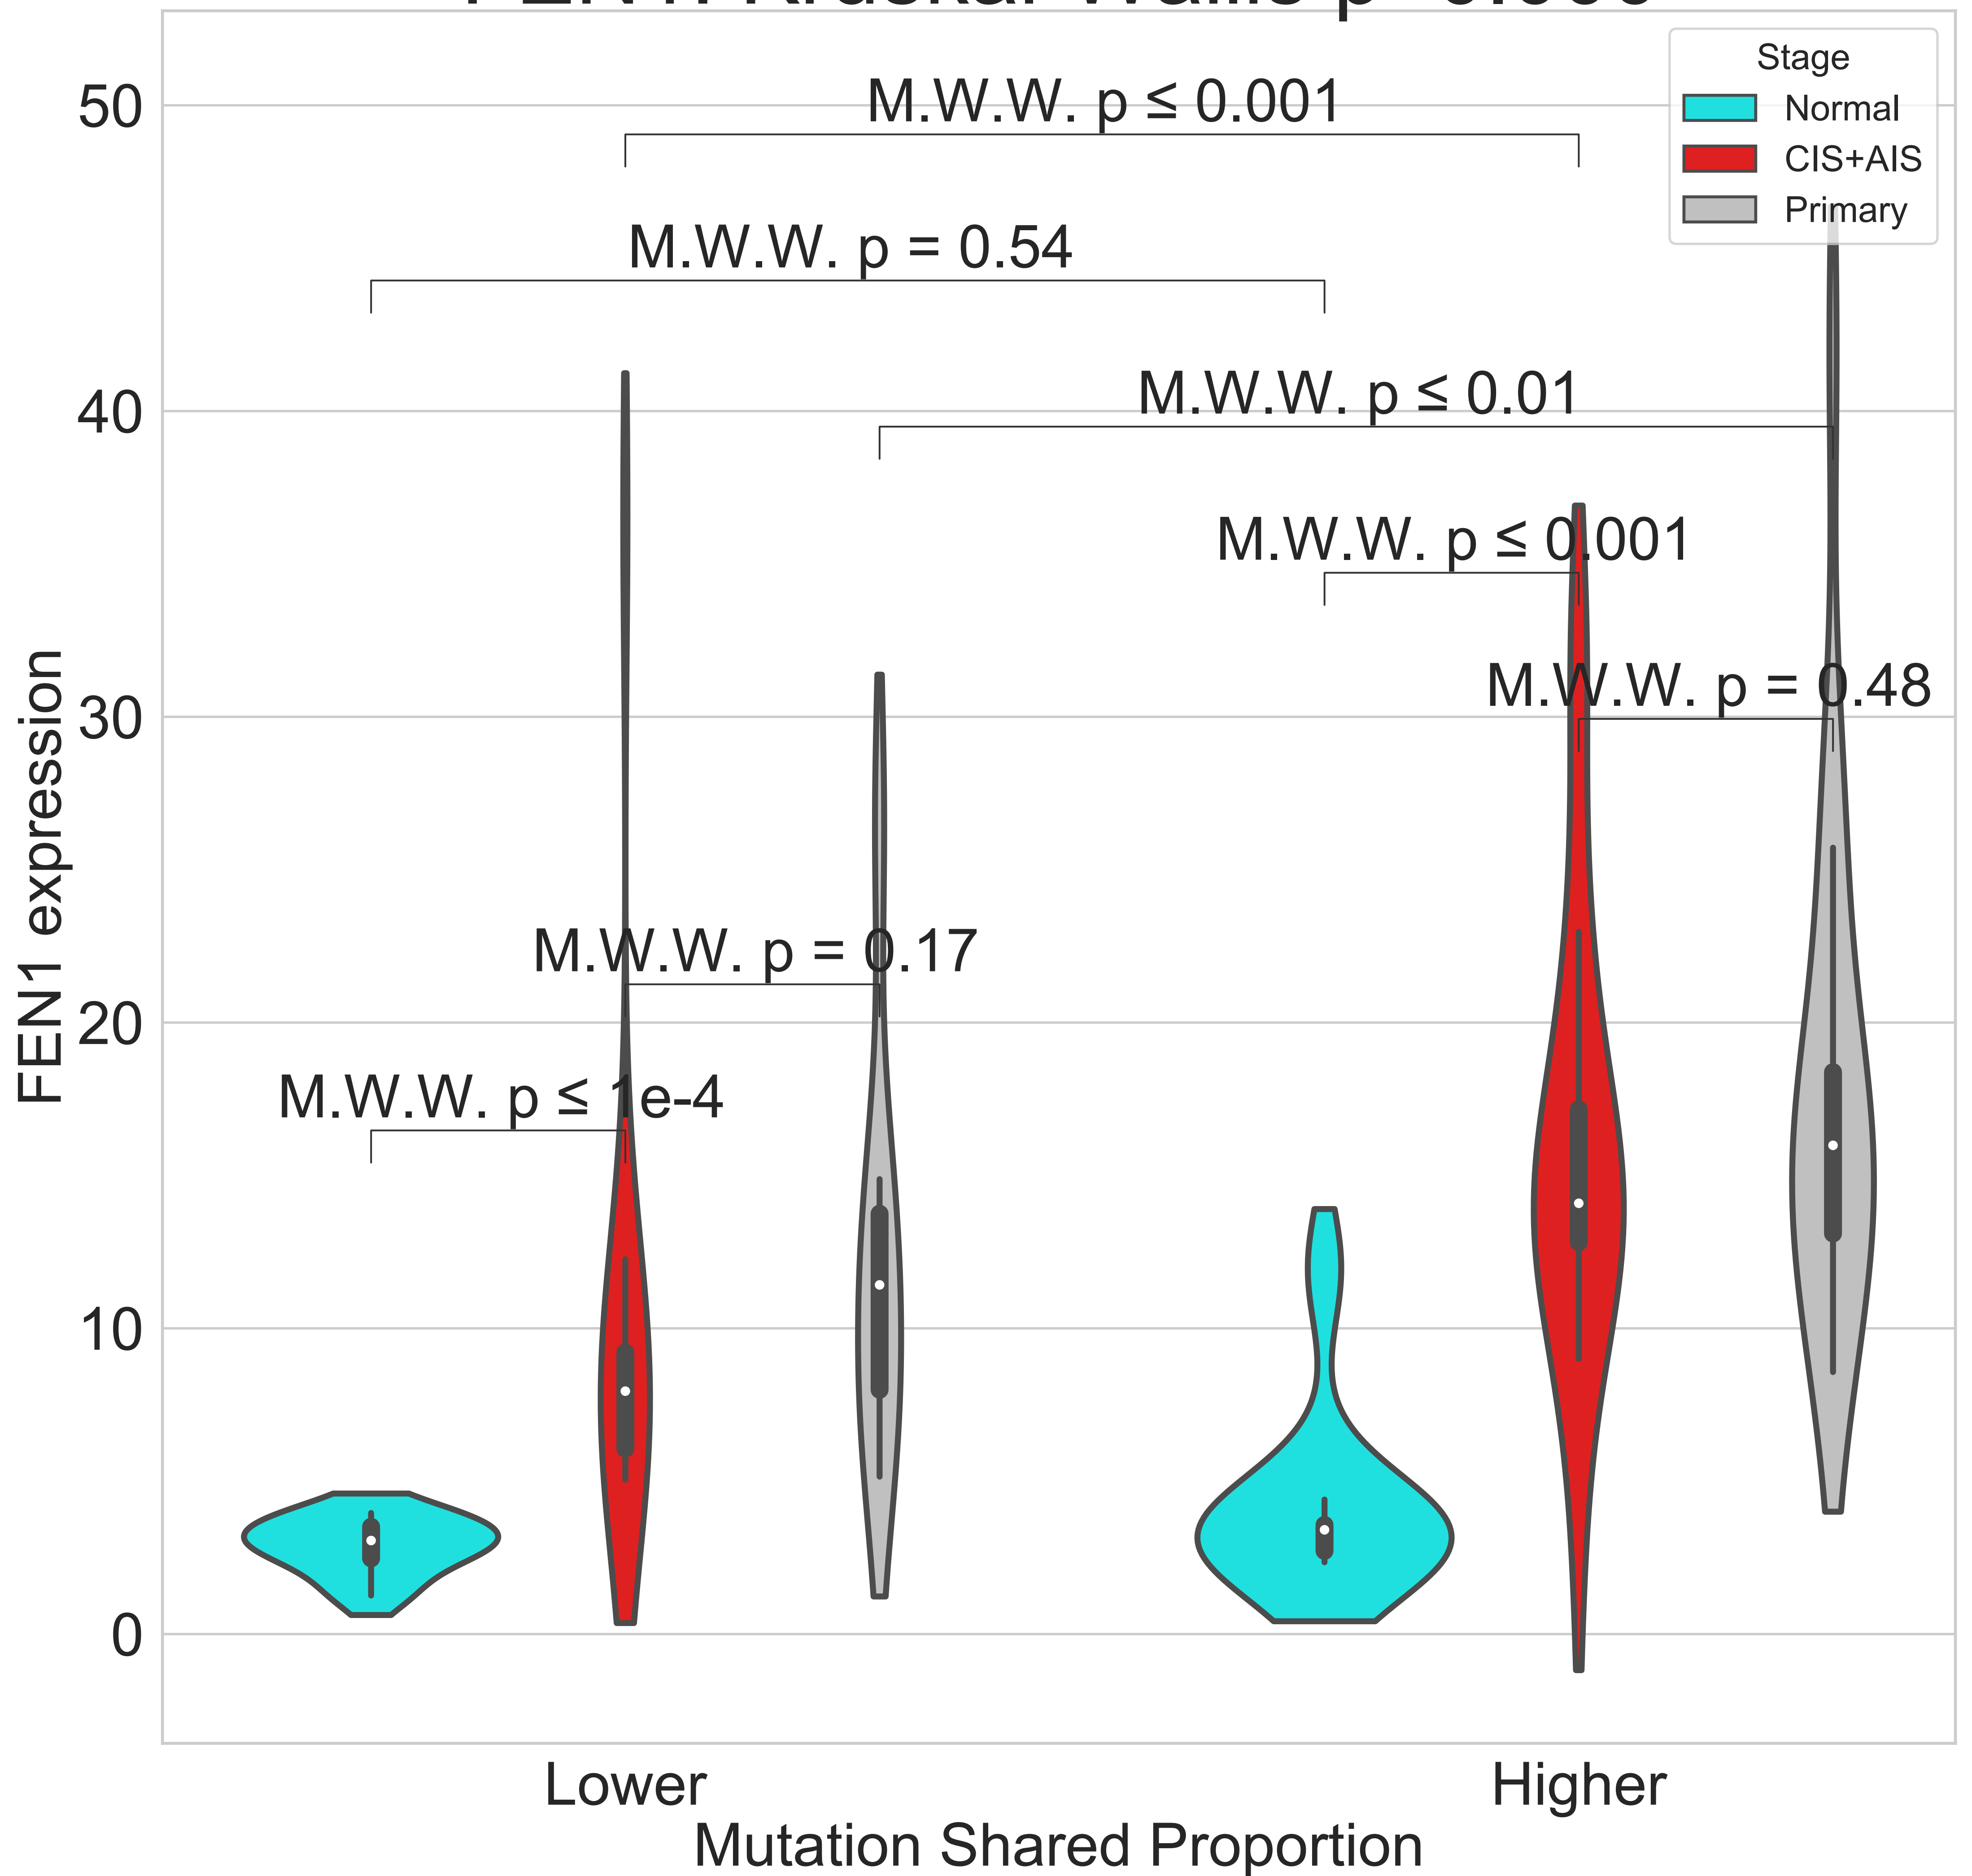 Stage
Normal
CIS+AIS
Primary
M.W.W. p ≤ 0.001
M.W.W. p = 0.54
M.W.W. p ≤ 0.01
M.W.W. p ≤ 0.001
M.W.W. p = 0.48
M.W.W. p = 0.17
M.W.W. p ≤ 1e-4
50
40
30
20
10
0
FEN1 expression
Lower
Higher
Mutation Shared Proportion